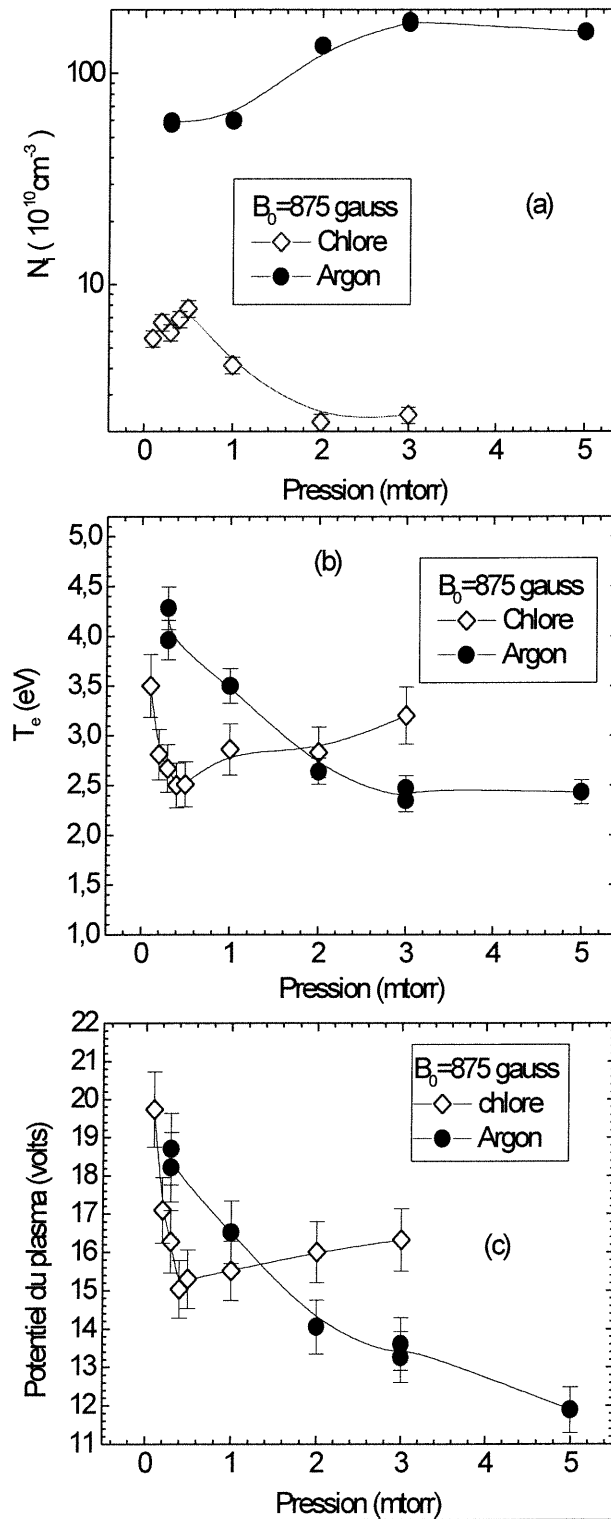 100
10
N_i ( 10^10 cm^-3
B_0=875 gauss
Chlore
Argon
(a)
0 1 2 3 4 5
Pression (mtorr)
5,0
4,5
4,0
3,5
3,0
2,5
2,0
1,5
1,0
T_e (eV)
(b)
B_0=875 gauss
Chlore
Argon
0 1 2 3 4 5
Pression (mtorr)
22
21
20
19
18
17
16
15
14
13
12
11
Potentiel du plasma (volts)
B_0=875 gauss
chlore
Argon
(c)
0 1 2 3 4 5
Pression (mtorr)